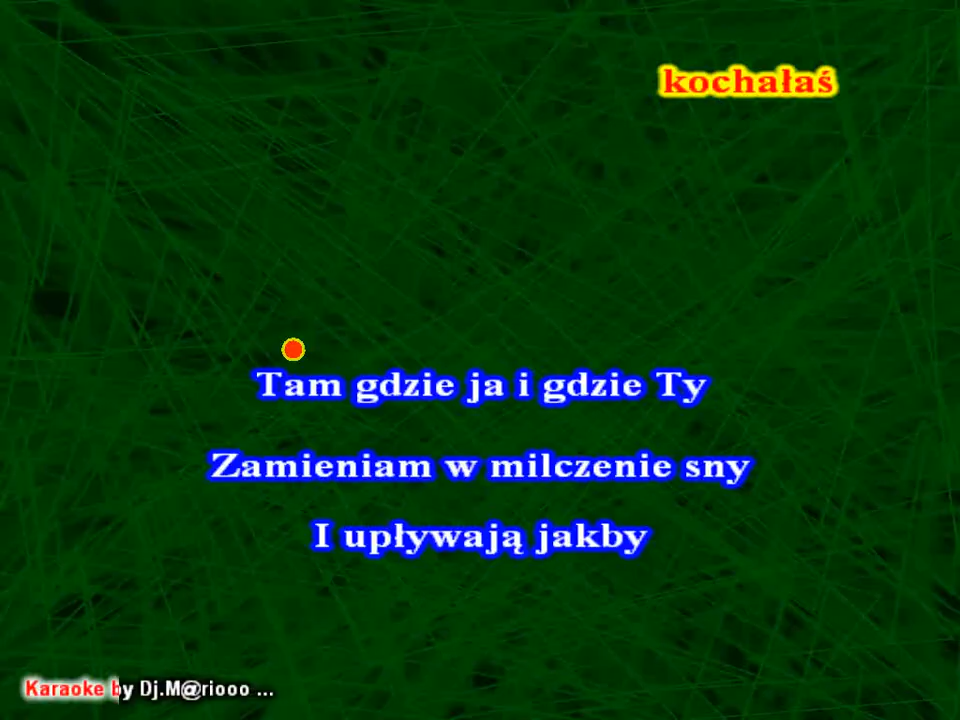 kochałaś
Tam gdzie ja i gdzie Ty
Zamieniam w milczenie sny
I upływają jakby
Karaoke by Dj.M@riooo ...